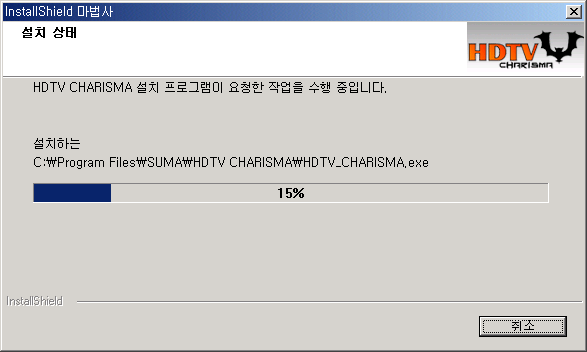 InstallShield 마법사
설치 상태
HDTV
CHARISMA
HDTV CHARISMA 설치 프로그램이 요청한 작업을 수행 중입니다.
설치하는
C:₩Program Files₩SUMA₩HDTV CHARISMA₩HDTV_CHARISMA.exe
15%
InstallShield
취소